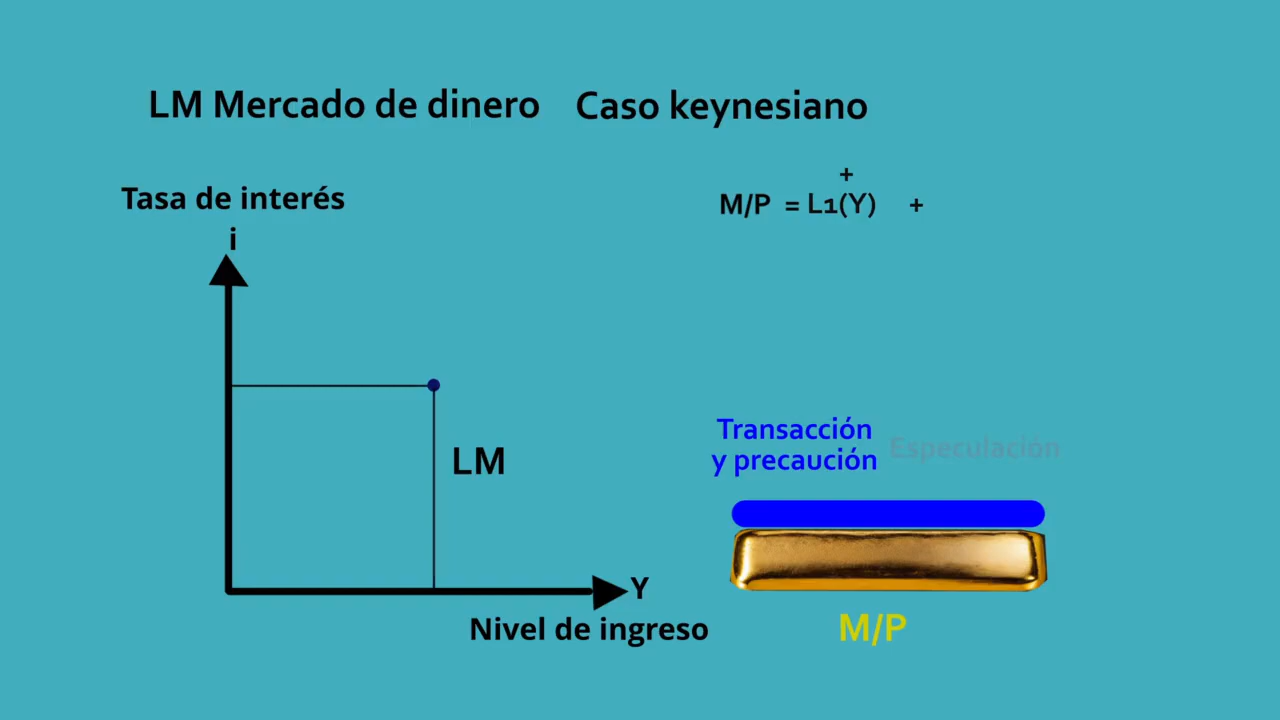 LM Mercado de dinero Caso keynesiano
Tasa de interés
i
+
M/P = L1(Y) +
LM
Y
Nivel de ingreso
Transacción
y precaución
Especulación
M/P